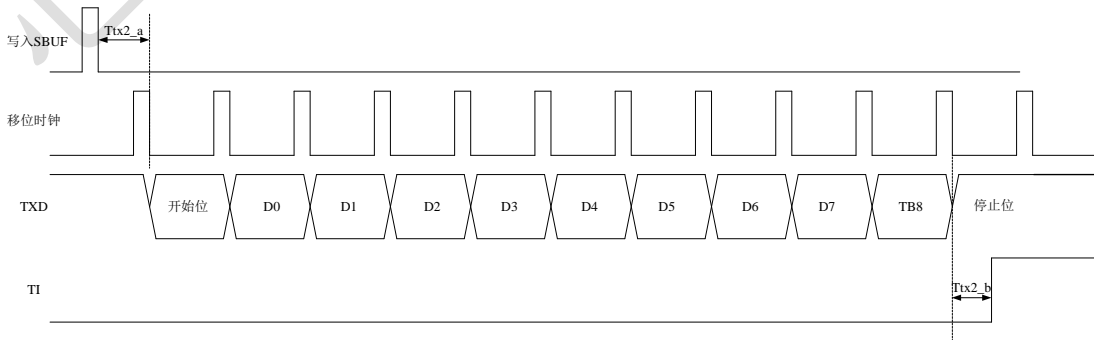 写入SBUF
Ttx2_a
移位时钟
TXD
开始位 D0 D1 D2 D3 D4 D5 D6 D7 TB8 停止位
TI
Ttx2_b